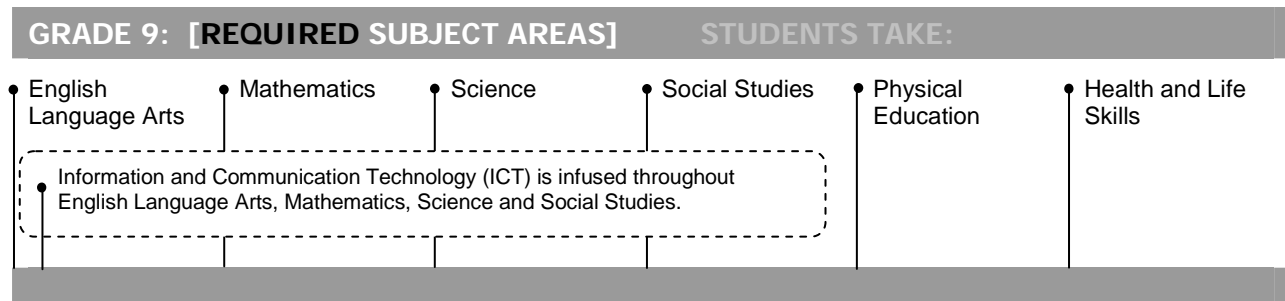 GRADE 9: [REQUIRED SUBJECT AREAS] STUDENTS TAKE:
English
Language Arts
Mathematics
Science
Social Studies
Physical
Education
Health and Life
Skills
Information and Communication Technology (ICT) is infused throughout
English Language Arts, Mathematics, Science and Social Studies.